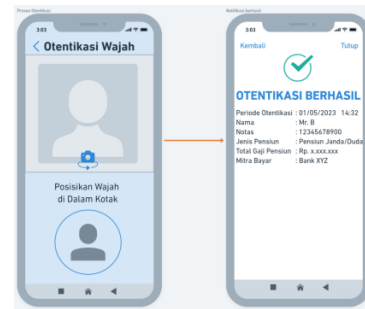 Proses Otentikasi
3:03
< Otentikasi Wajah
Posisikan Wajah
di Dalam Kotak
Notifikasi berhasil
3:03
Kembali Tutup
OTENTIKASI BERHASIL
Periode Otentikasi : 01/05/2023 14:32
Nama : Mr. B
Notas : 12345678900
Jenis Pensiun : Pensiun Janda/Duda
Total Gaji Pensiun : Rp. x.xxx.xxx
Mitra Bayar : Bank XYZ